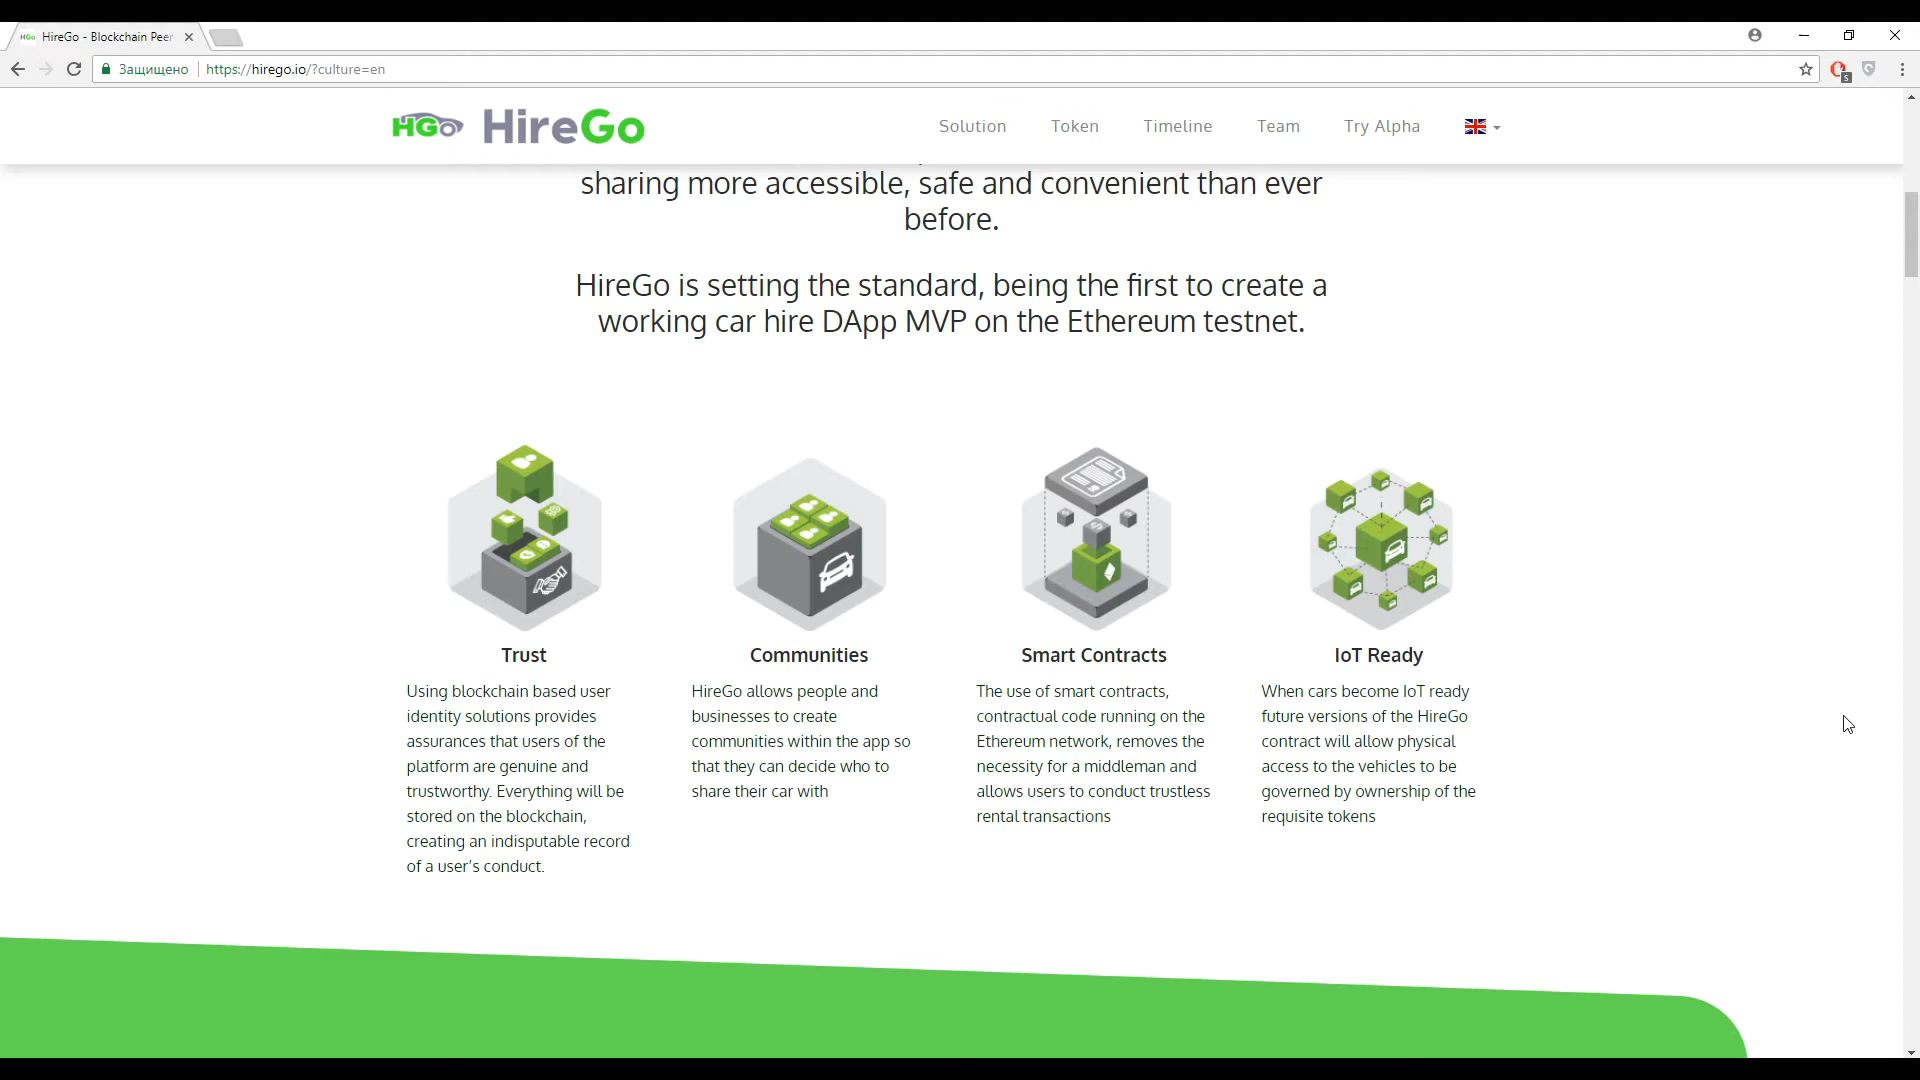 HGo HireGo - Blockchain Peer
Защищено https://hirego.io/?culture=en
5
HGo HireGo
Solution Token Timeline Team Try Alpha
sharing more accessible, safe and convenient than ever
before.
HireGo is setting the standard, being the first to create a
working car hire DApp MVP on the Ethereum testnet.
Trust
Using blockchain based user
identity solutions provides
assurances that users of the
platform are genuine and
trustworthy. Everything will be
stored on the blockchain,
creating an indisputable record
of a user’s conduct.
Communities
HireGo allows people and
businesses to create
communities within the app so
that they can decide who to
share their car with
Smart Contracts
The use of smart contracts,
contractual code running on the
Ethereum network, removes the
necessity for a middleman and
allows users to conduct trustless
rental transactions
IoT Ready
When cars become IoT ready
future versions of the HireGo
contract will allow physical
access to the vehicles to be
governed by ownership of the
requisite tokens